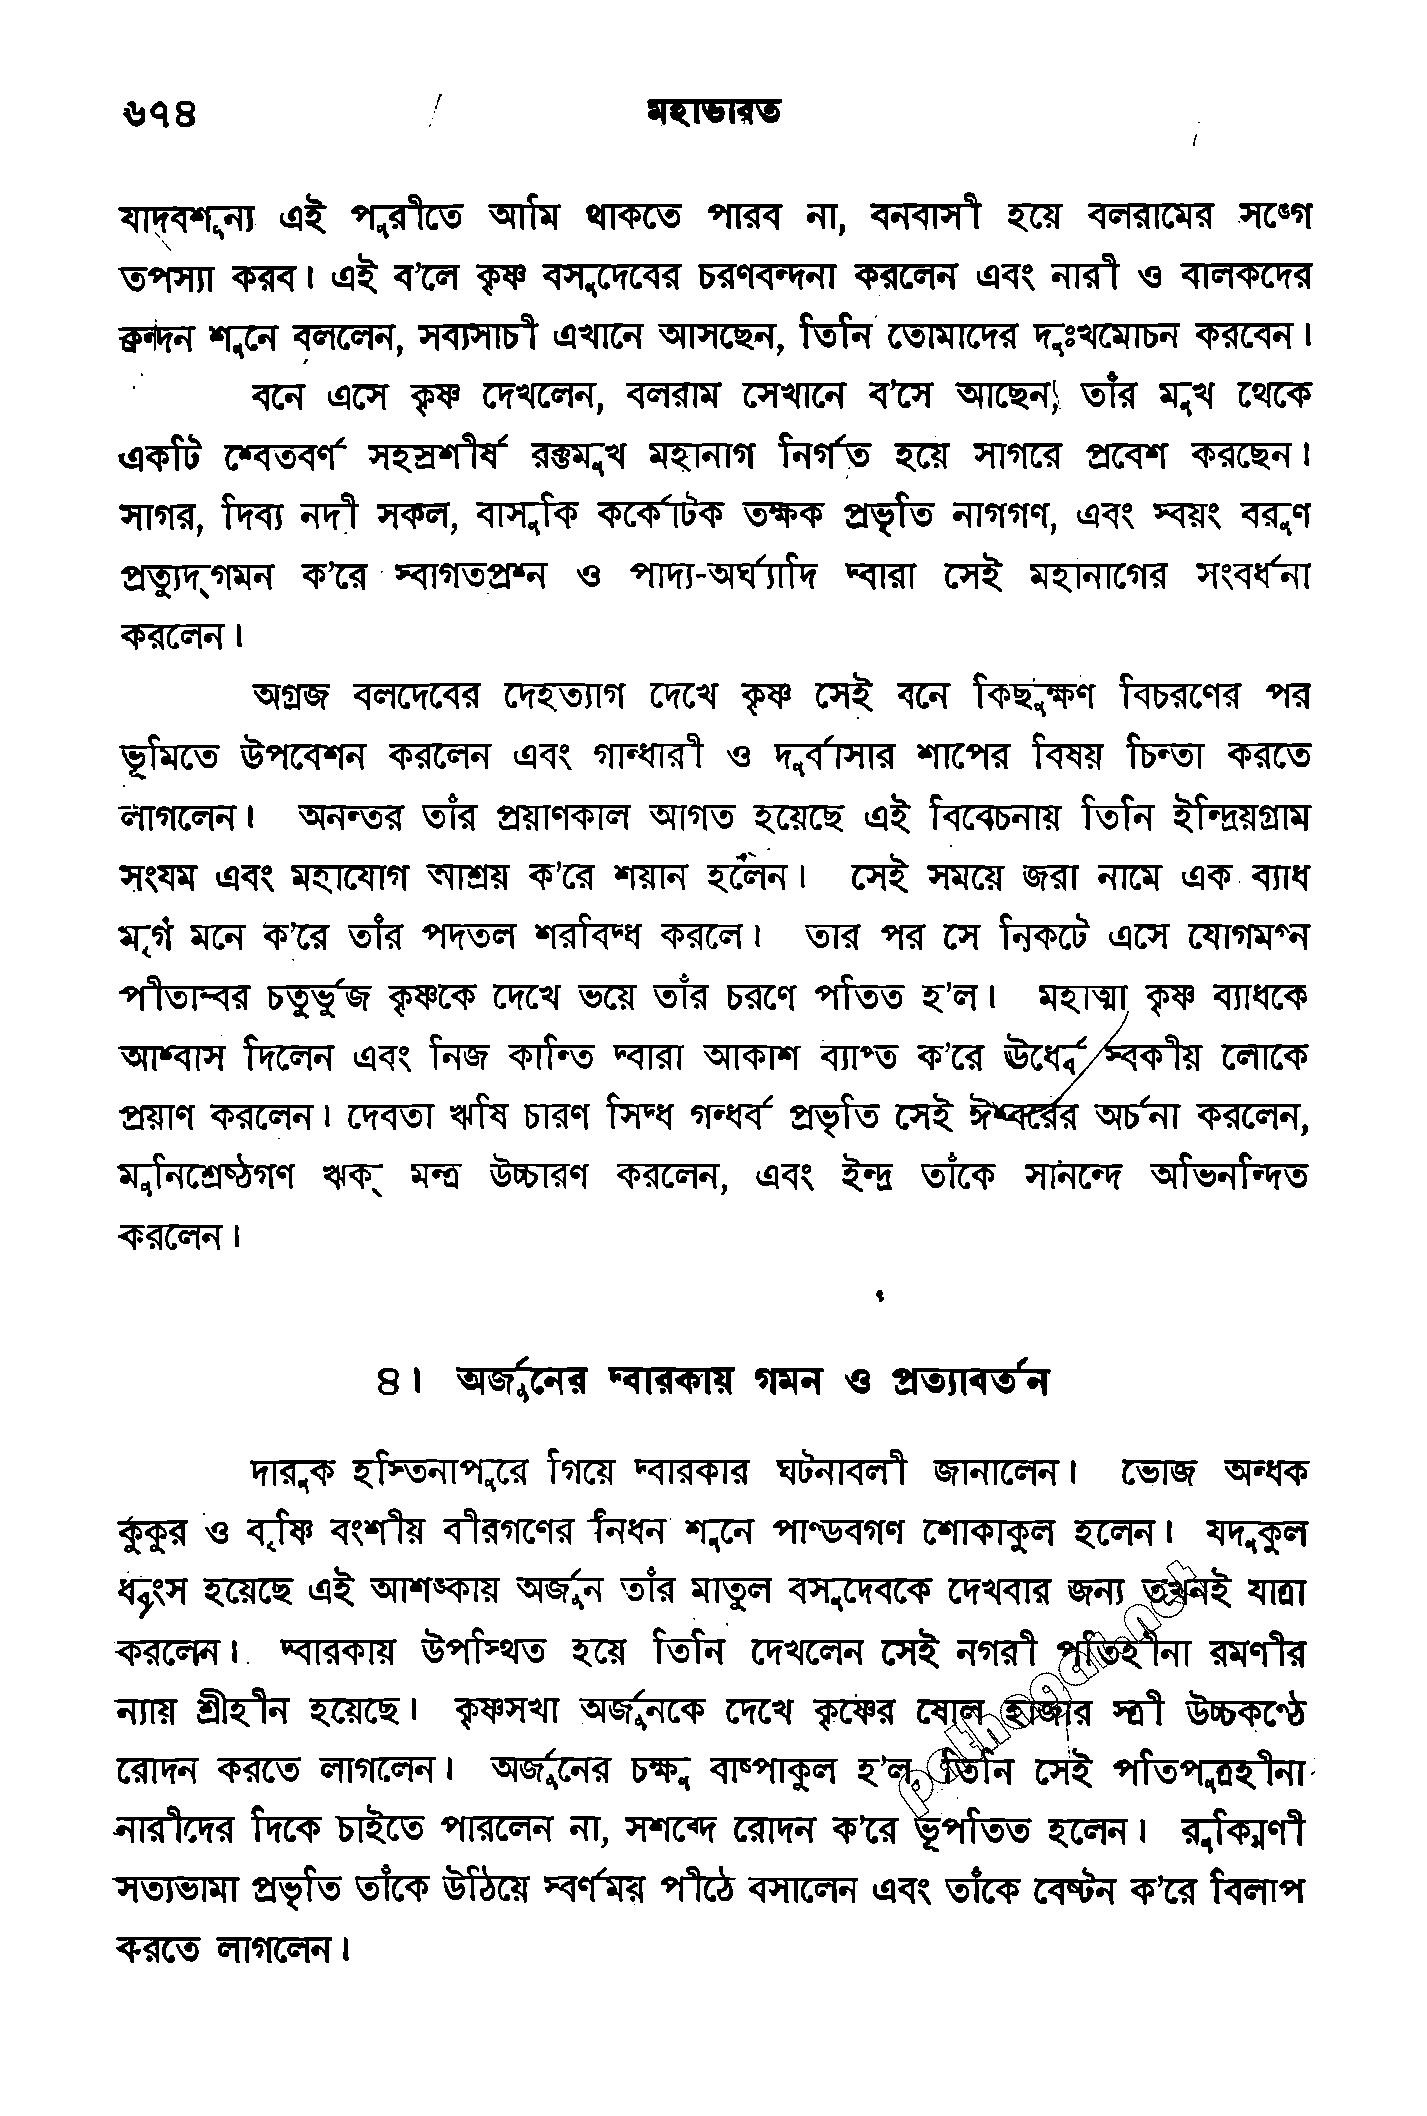 ৬৭৪ মহাভারত
যাদবশূন্য এই পুরীতে আমি থাকতে পারব না, বনবাসী হয়ে বলরামের সঙ্গে
তপস্যা করব। এই ব’লে কৃষ্ণ বসুদেবের চরণবন্দনা করলেন এবং নারী ও বালকদের
ক্রন্দন শুনে বললেন, সব্যসাচী এখানে আসছেন, তিনি তোমাদের দুঃখমোচন করবেন।
বনে এসে কৃষ্ণ দেখলেন, বলরাম সেখানে ব’সে আছেন, তাঁর মুখ থেকে
একটি শ্বেতবর্ণ সহস্রশীর্ষ রক্তমুখ মহানাগ নির্গত হয়ে সাগরে প্রবেশ করছেন।
সাগর, দিব্য নদী সকল, বাসুকি কর্কোটক তক্ষক প্রভৃতি নাগগণ, এবং স্বয়ং বরুণ
প্রত্যুদ্‌গমন ক’রে স্বাগতপ্রশ্ন ও পাদ্য-অর্ঘ্যাদি দ্বারা সেই মহানাগের সংবর্ধনা
করলেন।
অগ্রজ বলদেবের দেহত্যাগ দেখে কৃষ্ণ সেই বনে কিছুক্ষণ বিচরণের পর
ভূমিতে উপবেশন করলেন এবং গান্ধারী ও দুর্বাসার শাপের বিষয় চিন্তা করতে
লাগলেন। অনন্তর তাঁর প্রয়াণকাল আগত হয়েছে এই বিবেচনায় তিনি ইন্দ্রিয়গ্রাম
সংযম এবং মহাযোগ আশ্রয় ক’রে শয়ান হলেন। সেই সময়ে জরা নামে এক ব্যাধ
মৃগ মনে ক’রে তাঁর পদতল শরবিদ্ধ করলে। তার পর সে নিকটে এসে যোগমগ্ন
পীতাম্বর চতুর্ভুজ কৃষ্ণকে দেখে ভয়ে তাঁর চরণে পতিত হ’ল। মহাত্মা কৃষ্ণ ব্যাধকে
আশ্বাস দিলেন এবং নিজ কান্তি দ্বারা আকাশ ব্যাপ্ত ক’রে ঊর্ধ্বে স্বকীয় লোকে
প্রয়াণ করলেন। দেবতা ঋষি চারণ সিদ্ধ গন্ধর্ব প্রভৃতি সেই ঈশ্বরের অর্চনা করলেন,
মুনিশ্রেষ্ঠগণ ঋক্ মন্ত্র উচ্চারণ করলেন, এবং ইন্দ্র তাঁকে সানন্দে অভিনন্দিত
করলেন।
৪। অর্জুনের দ্বারকায় গমন ও প্রত্যাবর্তন
দারুক হস্তিনাপুরে গিয়ে দ্বারকার ঘটনাবলী জানালেন। ভোজ অন্ধক
কুকুর ও বৃষ্ণি বংশীয় বীরগণের নিধন শুনে পাণ্ডবগণ শোকাকুল হলেন। যদুকুল
ধ্বংস হয়েছে এই আশঙ্কায় অর্জুন তাঁর মাতুল বসুদেবকে দেখবার জন্য তখনই যাত্রা
করলেন। দ্বারকায় উপস্থিত হয়ে তিনি দেখলেন সেই নগরী পতিহীনা রমণীর
ন্যায় শ্রীহীন হয়েছে। কৃষ্ণসখা অর্জুনকে দেখে কৃষ্ণের ষোল হাজার স্ত্রী উচ্চকণ্ঠে
রোদন করতে লাগলেন। অর্জুনের চক্ষু বাষ্পাকুল হ’ল, তিনি সেই পতিপুত্রহীনা
নারীদের দিকে চাইতে পারলেন না, সশব্দে রোদন ক’রে ভূপতিত হলেন। রুক্মিণী
সত্যভামা প্রভৃতি তাঁকে উঠিয়ে স্বর্ণময় পীঠে বসালেন এবং তাঁকে বেষ্টন ক’রে বিলাপ
করতে লাগলেন।
pathagar.net